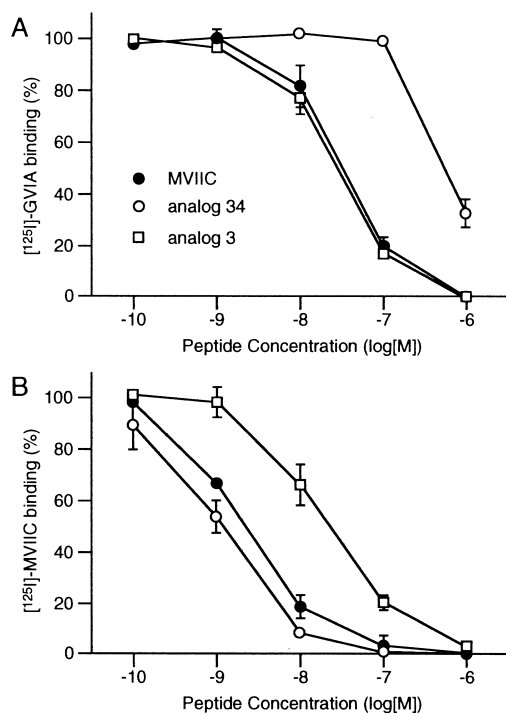 A
100
80
60
40
20
0
[¹²⁵I]-GVIA binding (%)
MVIIC
analog 34
analog 3
-10 -9 -8 -7 -6
Peptide Concentration (log[M])
B
100
80
60
40
20
0
[¹²⁵I]-MVIIC binding (%)
-10 -9 -8 -7 -6
Peptide Concentration (log[M])